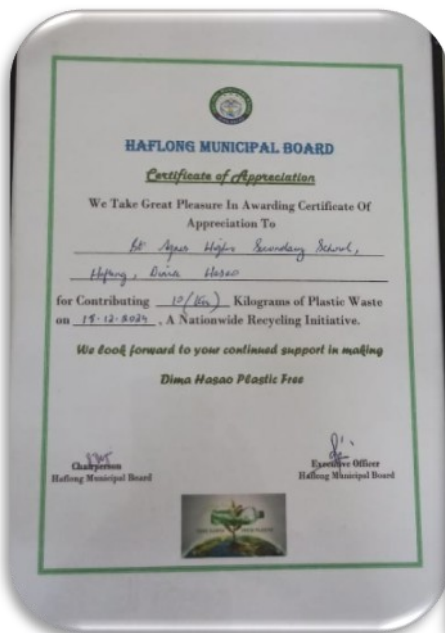 HAFLONG MUNICIPAL BOARD
Certificate of Appreciation
We Take Great Pleasure In Awarding Certificate Of
Appreciation To
St Agnes Higher Secondary School,
Haflong, Dima Hasao
for Contributing 10/(Ten) Kilograms of Plastic Waste
on , A Nationwide Recycling Initiative.
We look forward to your continued support in making
Dima Hasao Plastic Free
Chairperson
Haflong Municipal Board
Executive Officer
Haflong Municipal Board